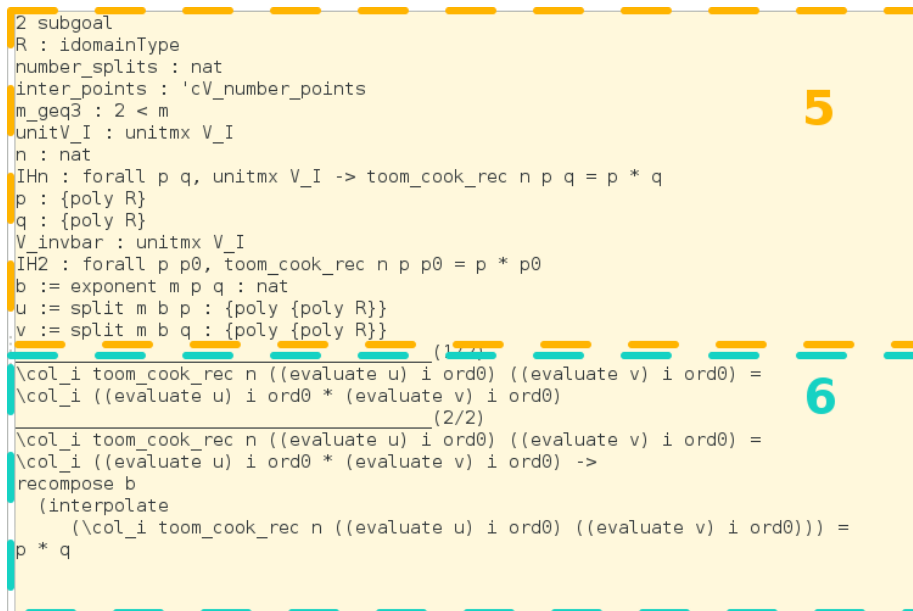 2 subgoal
R : idomainType
number_splits : nat
inter_points : 'cV_number_points
m_geq3 : 2 < m
unitV_I : unitmx V_I
n : nat
IHn : forall p q, unitmx V_I -> toom_cook_rec n p q = p * q
p : {poly R}
q : {poly R}
V_invbar : unitmx V_I
IH2 : forall p p0, toom_cook_rec n p p0 = p * p0
b := exponent m p q : nat
u := split m b p : {poly {poly R}}
v := split m b q : {poly {poly R}}
5
______________________________________(1/2)
\col_i toom_cook_rec n ((evaluate u) i ord0) ((evaluate v) i ord0) =
\col_i ((evaluate u) i ord0 * (evaluate v) i ord0)
______________________________________(2/2)
\col_i toom_cook_rec n ((evaluate u) i ord0) ((evaluate v) i ord0) =
\col_i ((evaluate u) i ord0 * (evaluate v) i ord0) ->
recompose b
(interpolate
(\col_i toom_cook_rec n ((evaluate u) i ord0) ((evaluate v) i ord0))) =
p * q
6